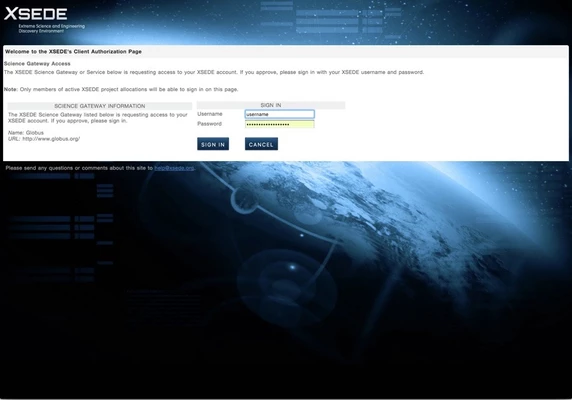 XSEDE
Extreme Science and Engineering
Discovery Environment
Welcome to the XSEDE's Client Authorization Page
Science Gateway Access
The XSEDE Science Gateway or Service below is requesting access to your XSEDE account. If you approve, please sign in with your XSEDE username and password.
Note: Only members of active XSEDE project allocations will be able to sign in on this page.
SCIENCE GATEWAY INFORMATION
The XSEDE Science Gateway listed below is requesting access to your
XSEDE account. If you approve, please sign in.
Name: Globus
URL: http://www.globus.org/
SIGN IN
Username username
Password ••••••••••••••••••
SIGN IN CANCEL
Please send any questions or comments about this site to help@xsede.org.